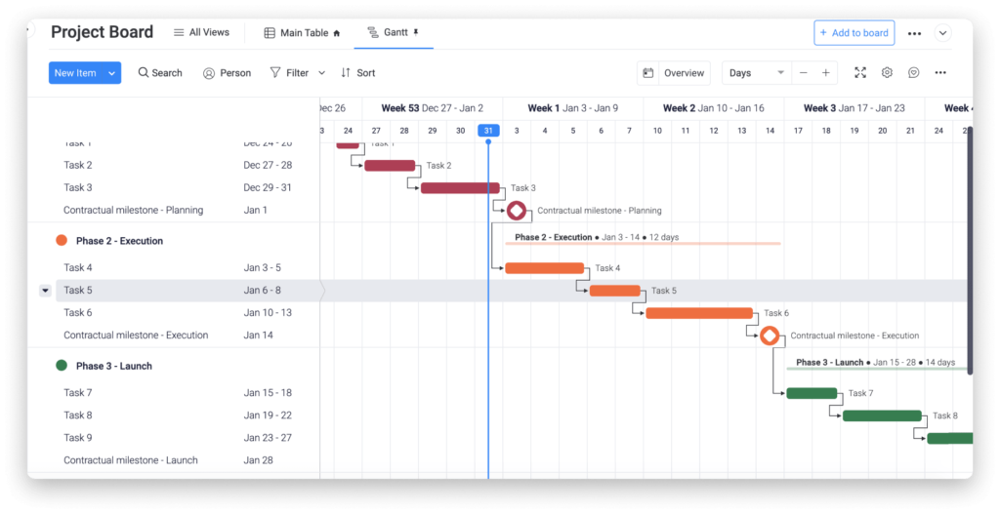 Project Board
All Views
Main Table
Gantt
+ Add to board
New Item
Search
Person
Filter
Sort
Overview
Days
Dec 26
Week 53 Dec 27 - Jan 2
Week 1 Jan 3 - Jan 9
Week 2 Jan 10 - Jan 16
Week 3 Jan 17 - Jan 23
Week
24 27 28 29 30 31 3 4 5 6 7 10 11 12 13 14 17 18 19 20 21 24
Task 1 Dec 24 - 26 Task 1
Task 2 Dec 27 - 28 Task 2
Task 3 Dec 29 - 31 Task 3
Contractual milestone - Planning Jan 1 Contractual milestone - Planning
Phase 2 - Execution Phase 2 - Execution ● Jan 3 - 14 ● 12 days
Task 4 Jan 3 - 5 Task 4
Task 5 Jan 6 - 8 Task 5
Task 6 Jan 10 - 13 Task 6
Contractual milestone - Execution Jan 14 Contractual milestone - Execution
Phase 3 - Launch Phase 3 - Launch ● Jan 15 - 28 ● 14 days
Task 7 Jan 15 - 18 Task 7
Task 8 Jan 19 - 22 Task 8
Task 9 Jan 23 - 27
Contractual milestone - Launch Jan 28